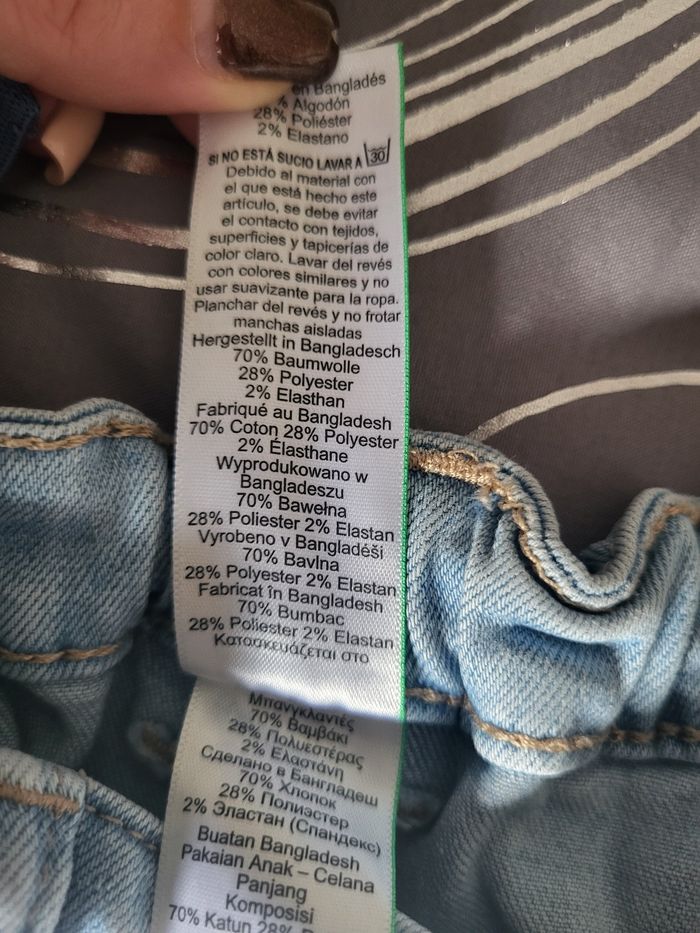 en Bangladés
% Algodón
28% Poliéster
2% Elastano
SI NO ESTÁ SUCIO LAVAR A 30
Debido al material con
el que está hecho este
artículo, se debe evitar
el contacto con tejidos,
superficies y tapicerías de
color claro. Lavar del revés
con colores similares y no
usar suavizante para la ropa.
Planchar del revés y no frotar
manchas aisladas
Hergestellt in Bangladesch
70% Baumwolle
28% Polyester
2% Elasthan
Fabriqué au Bangladesh
70% Coton 28% Polyester
2% Élasthane
Wyprodukowano w
Bangladeszu
70% Bawełna
28% Poliester 2% Elastan
Vyrobeno v Bangladéši
70% Bavlna
28% Polyester 2% Elastan
Fabricat în Bangladesh
70% Bumbac
28% Poliester 2% Elastan
Κατασκευάζεται στο
Μπανγκλαντές
70% Βαμβάκι
28% Πολυεστέρας
2% Ελαστάνη
Сделано в Бангладеш
70% Хлопок
28% Полиэстер
2% Эластан (Спандекс)
Buatan Bangladesh
Pakaian Anak – Celana
Panjang
Komposisi
70% Katun 28%